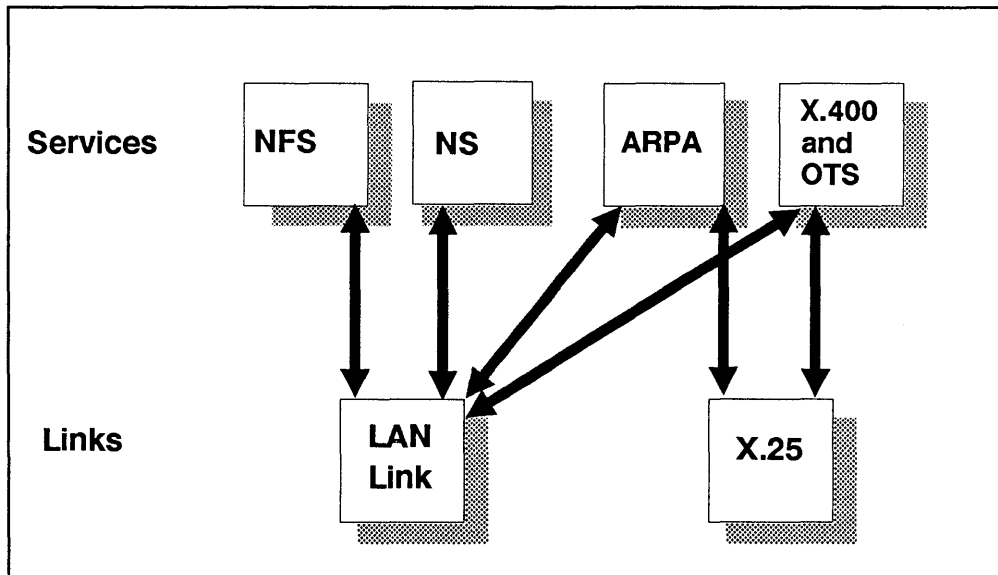 Services
NFS
NS
ARPA
X.400
and
OTS
Links
LAN
Link
X.25